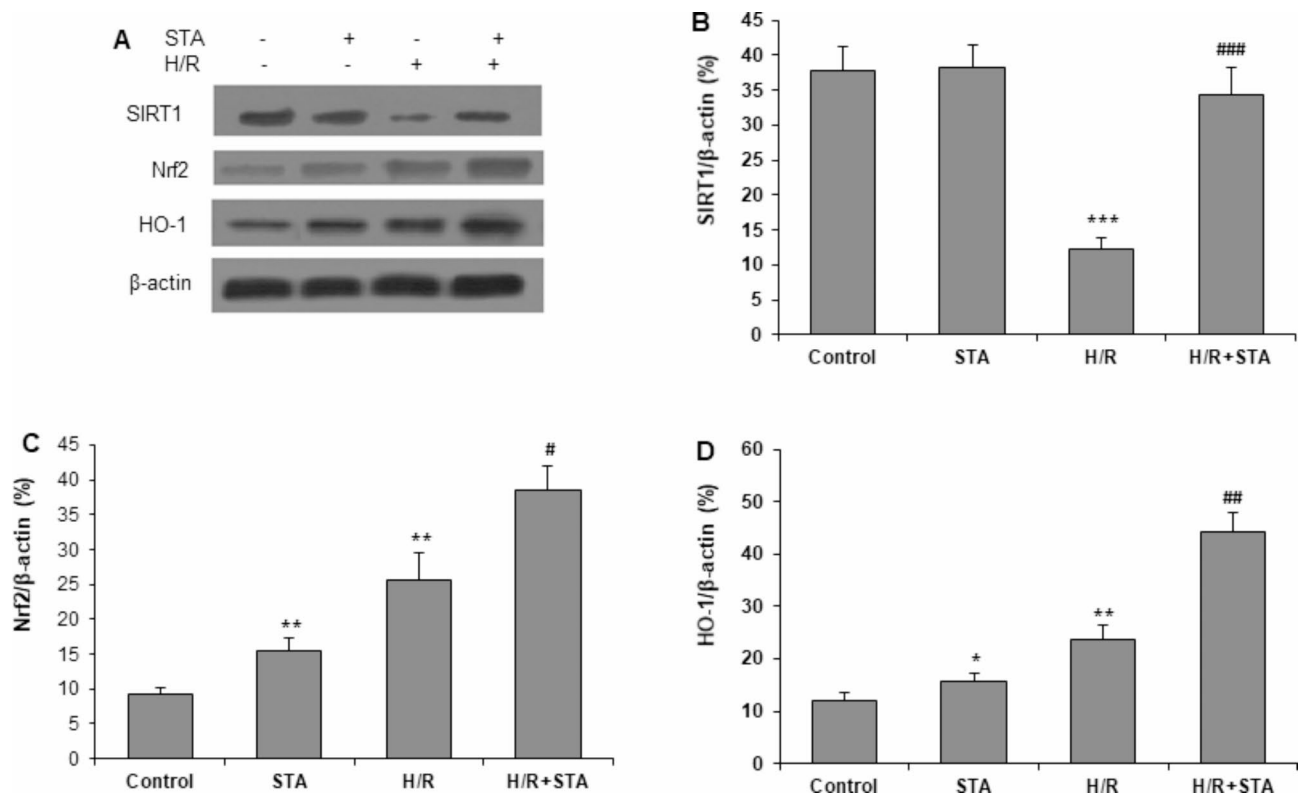 A STA - + - +
H/R - - + +
SIRT1
Nrf2
HO-1
β-actin
B
SIRT1/β-actin (%)
45
40
35
30
25
20
15
10
5
0
***
###
Control STA H/R H/R+STA
C
Nrf2/β-actin (%)
45
40
35
30
25
20
15
10
5
0
**
**
#
Control STA H/R H/R+STA
D
HO-1/β-actin (%)
60
50
40
30
20
10
0
*
**
##
Control STA H/R H/R+STA